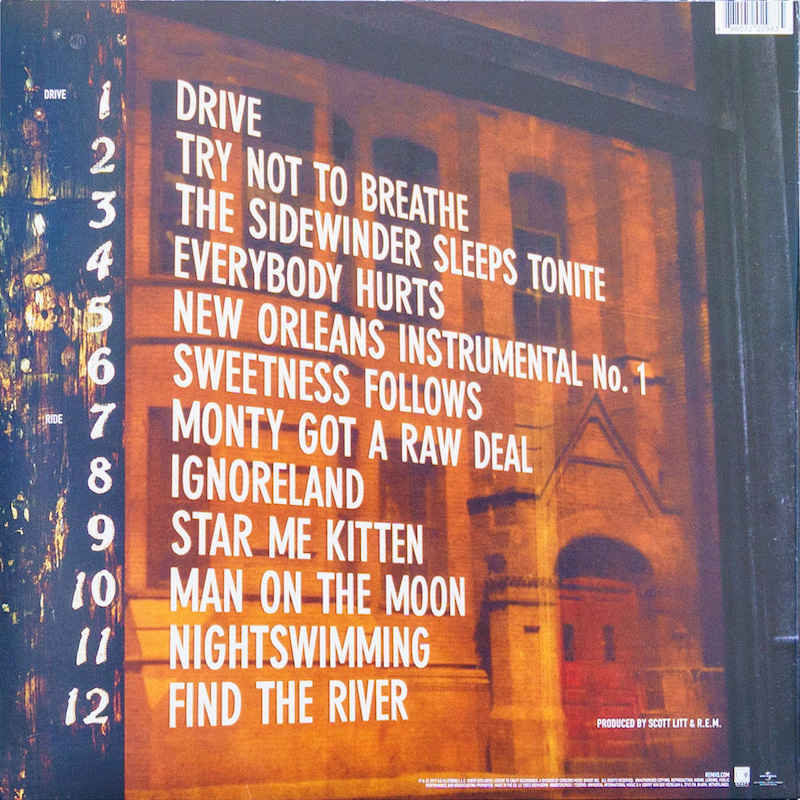 DRIVE
1 DRIVE
2 TRY NOT TO BREATHE
3 THE SIDEWINDER SLEEPS TONITE
4 EVERYBODY HURTS
5 NEW ORLEANS INSTRUMENTAL No. 1
6 SWEETNESS FOLLOWS
RIDE
7 MONTY GOT A RAW DEAL
8 IGNORELAND
9 STAR ME KITTEN
10 MAN ON THE MOON
11 NIGHTSWIMMING
12 FIND THE RIVER
PRODUCED BY SCOTT LITT & R.E.M.
REMHQ.COM